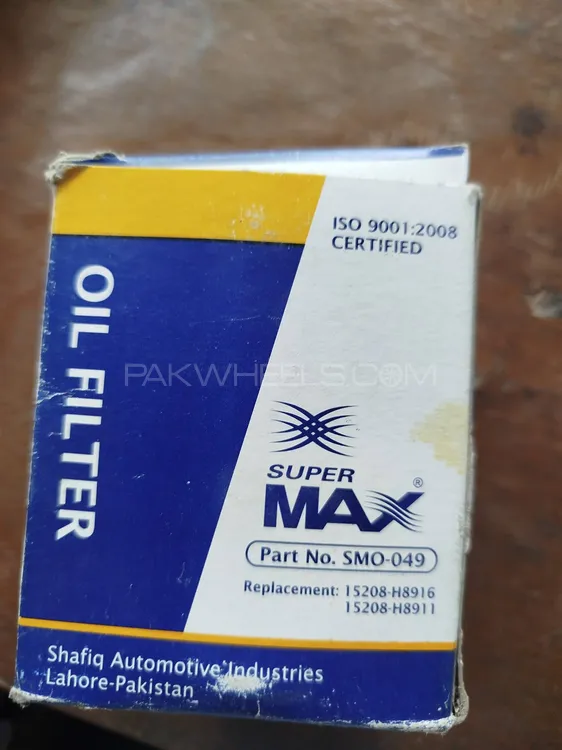 ISO 9001:2008
CERTIFIED
OIL FILTER
PAKWHEELS.COM
SUPER
MAX®
Part No. SMO-049
Replacement: 15208-H8916
15208-H8911
Shafiq Automotive Industries
Lahore-Pakistan